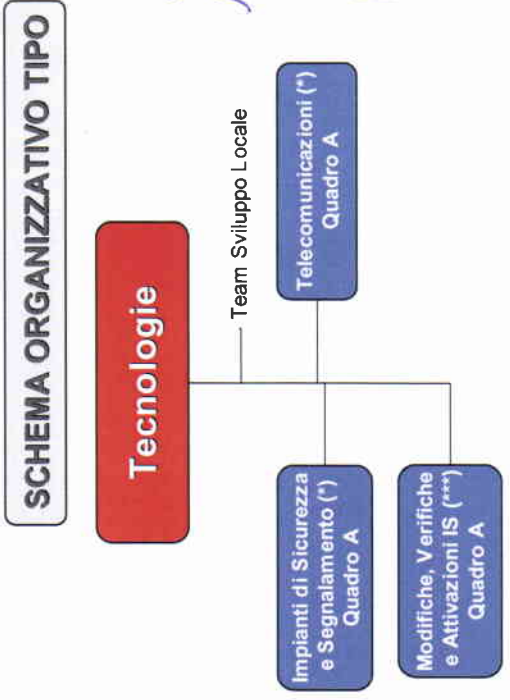 SCHEMA ORGANIZZATIVO TIPO
Tecnologie
Team Sviluppo Locale
Impianti di Sicurezza
e Segnalamento (*)
Quadro A
Telecomunicazioni (*)
Quadro A
Modifiche, Verifiche
e Attivazioni IS (***)
Quadro A